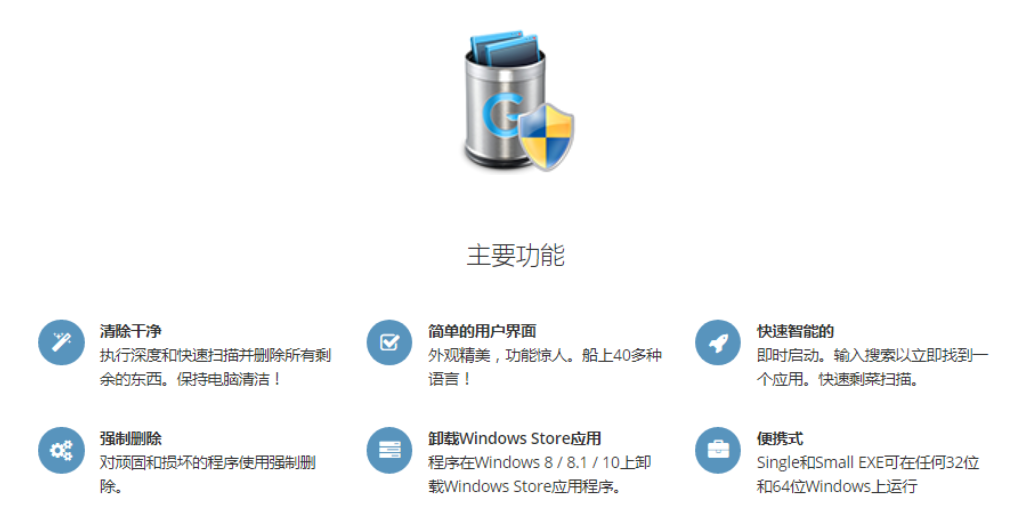 主要功能
清除干净
执行深度和快速扫描并删除所有剩
余的东西。保持电脑清洁！
简单的用户界面
外观精美，功能惊人。船上40多种
语言！
快速智能的
即时启动。输入搜索以立即找到一
个应用。快速剩菜扫描。
强制删除
对顽固和损坏的程序使用强制删
除。
卸载Windows Store应用
程序在Windows 8 / 8.1 / 10上卸
载Windows Store应用程序。
便携式
Single和Small EXE可在任何32位
和64位Windows上运行